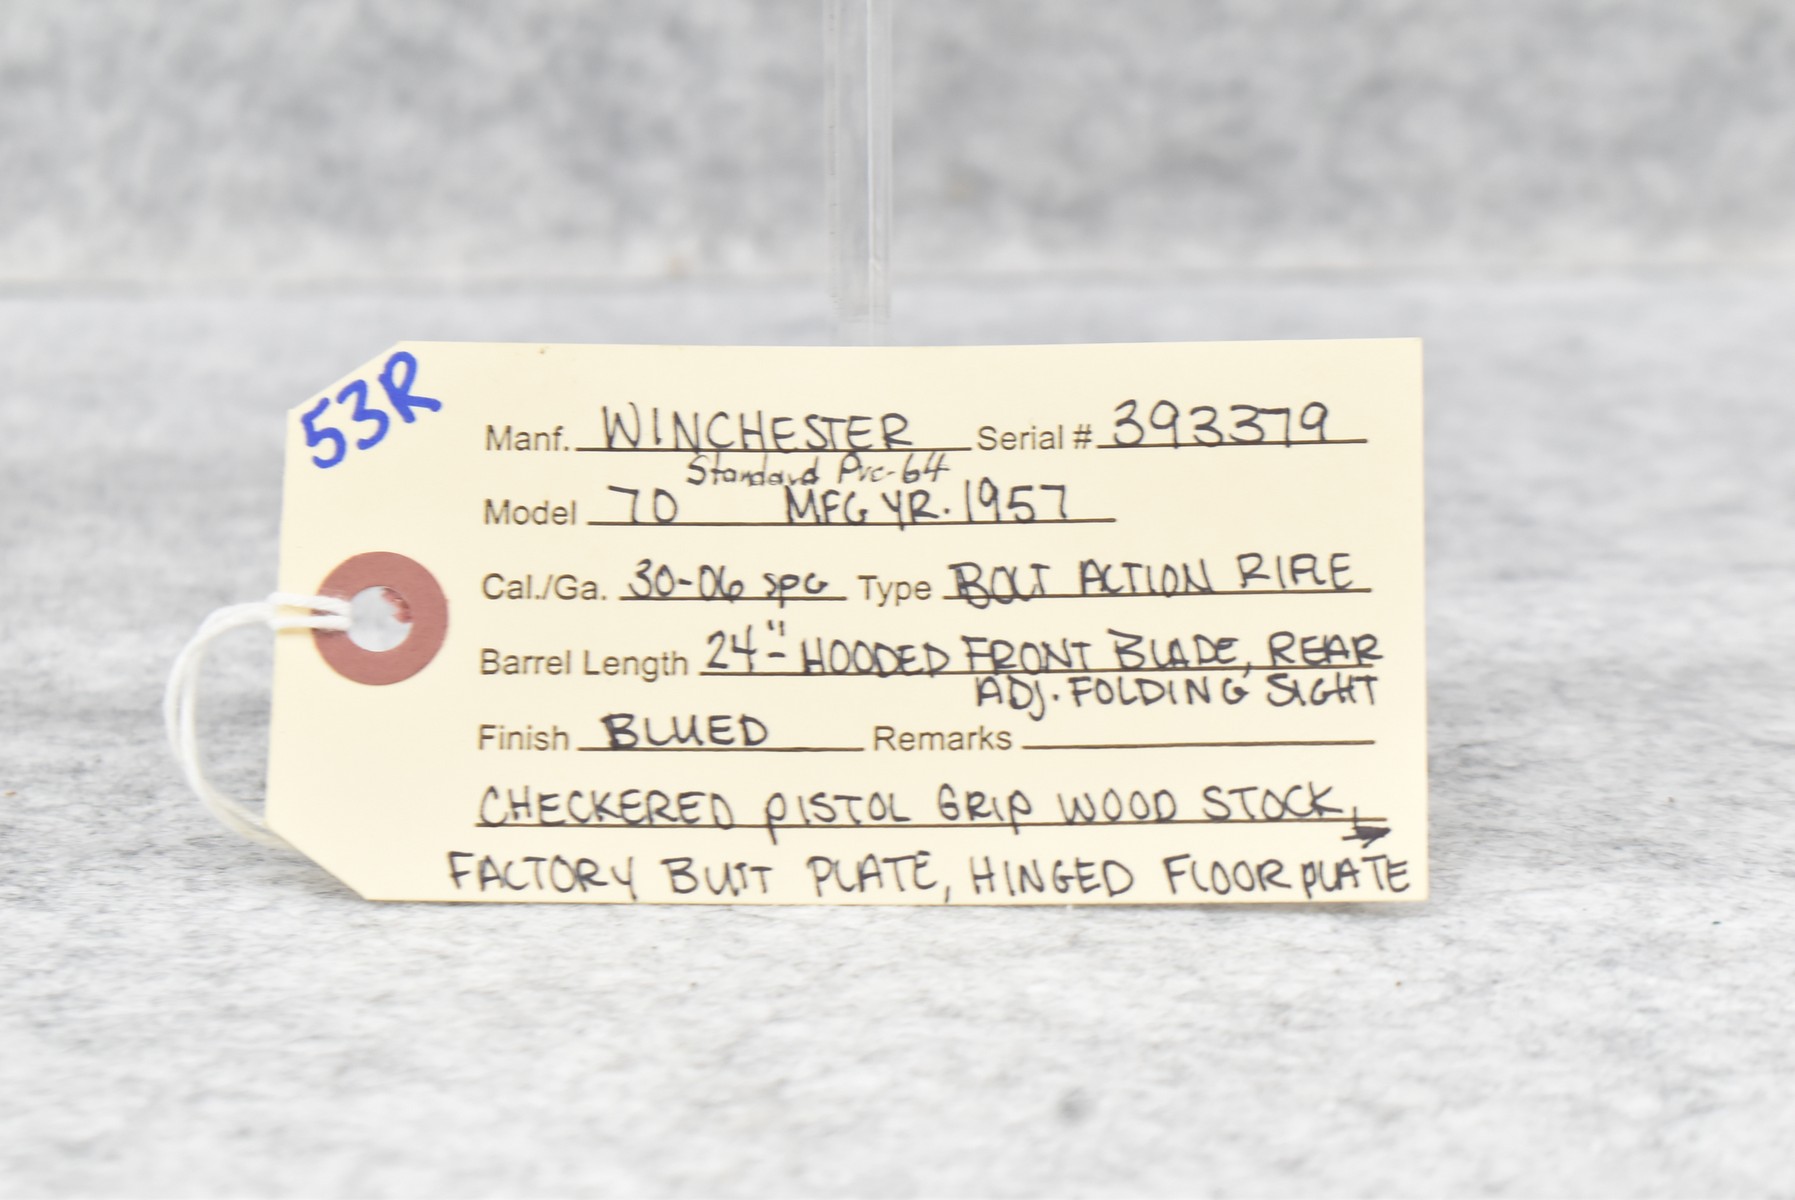 53R
Manf. WINCHESTER Serial # 393379
Standard Pre-64
Model 70 MFG YR. 1957
Cal./Ga. 30-06 SPG Type BOLT ACTION RIFLE
Barrel Length 24"- HOODED FRONT BLADE, REAR
ADJ. FOLDING SIGHT
Finish BLUED Remarks
CHECKERED PISTOL GRIP WOOD STOCK,
FACTORY BUTT PLATE, HINGED FLOOR PLATE